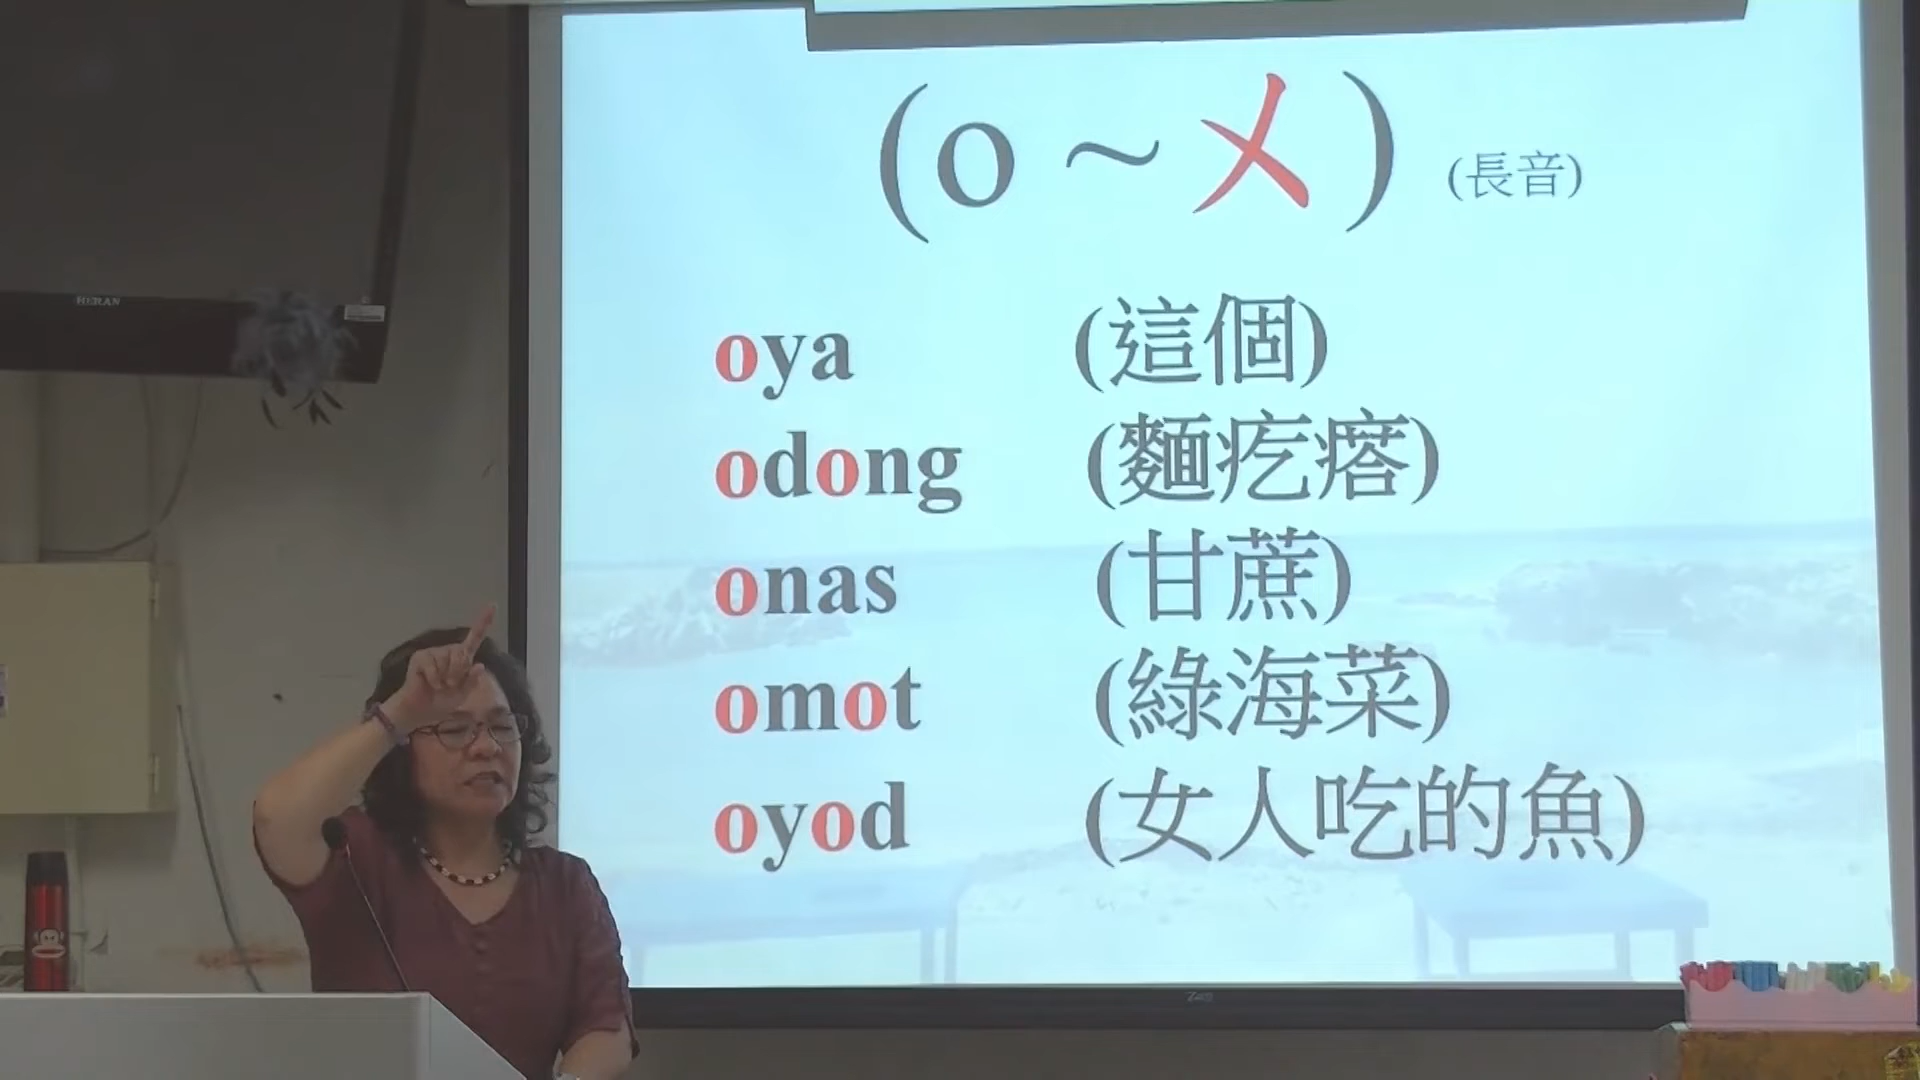 (o ~ ㄨ) (長音)
oya (這個)
odong (麵疙瘩)
onas (甘蔗)
omot (綠海菜)
oyod (女人吃的魚)
HERAN